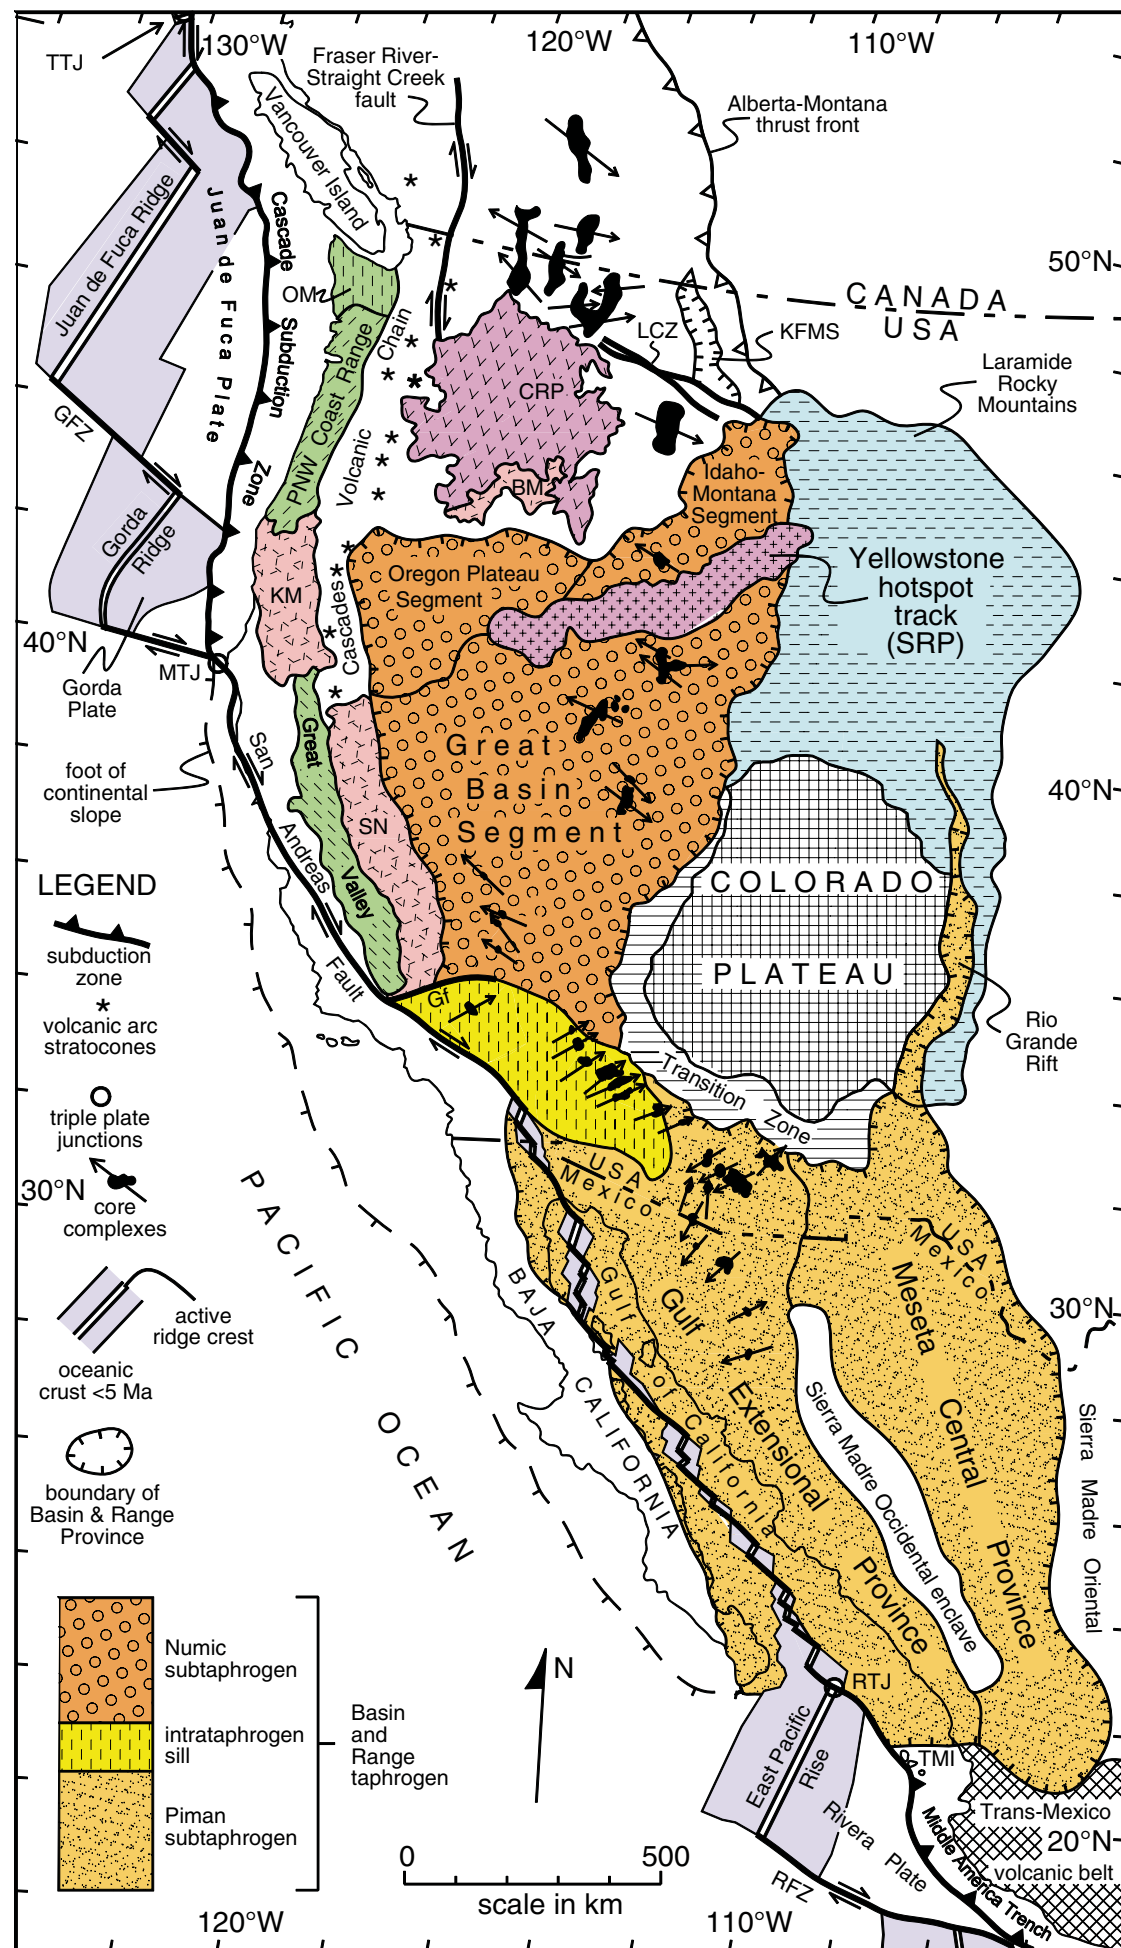 TTJ
130°W
120°W
110°W
Fraser River-
Straight Creek
fault
Alberta-Montana
thrust front
Vancouver Island
Juan de Fuca Ridge
Juan de Fuca Plate
Cascade Subduction Zone
50°N
CANADA
USA
OM
LCZ
KFMS
Laramide
Rocky
Mountains
PNW Coast Range
Volcanic Chain
CRP
GFZ
Gorda
Ridge
BM
Idaho-
Montana
Segment
Oregon Plateau
Segment
Yellowstone
hotspot
track
(SRP)
KM
Cascades
40°N
MTJ
Gorda
Plate
Great
Valley
SN
Great
Basin
Segment
foot of
continental
slope
40°N
San
Andreas
Fault
COLORADO
PLATEAU
LEGEND
subduction
zone
volcanic arc
stratocones
triple plate
junctions
core
complexes
active
ridge crest
oceanic
crust <5 Ma
boundary of
Basin & Range
Province
Gf
Rio
Grande
Rift
Transition
Zone
30°N
USA
Mexico
USA
Mexico
30°N
PACIFIC
OCEAN
BAJA
CALIFORNIA
Gulf
of
California
Gulf
Extensional
Province
Meseta
Central
Province
Sierra Madre Occidental enclave
Sierra Madre Oriental
Numic
subtaphrogen
intrataphrogen
sill
Piman
subtaphrogen
Basin
and
Range
taphrogen
N
RTJ
East Pacific
Rise
TMI
Rivera Plate
Middle America Trench
Trans-Mexico
20°N
volcanic belt
RFZ
0
500
scale in km
120°W
110°W